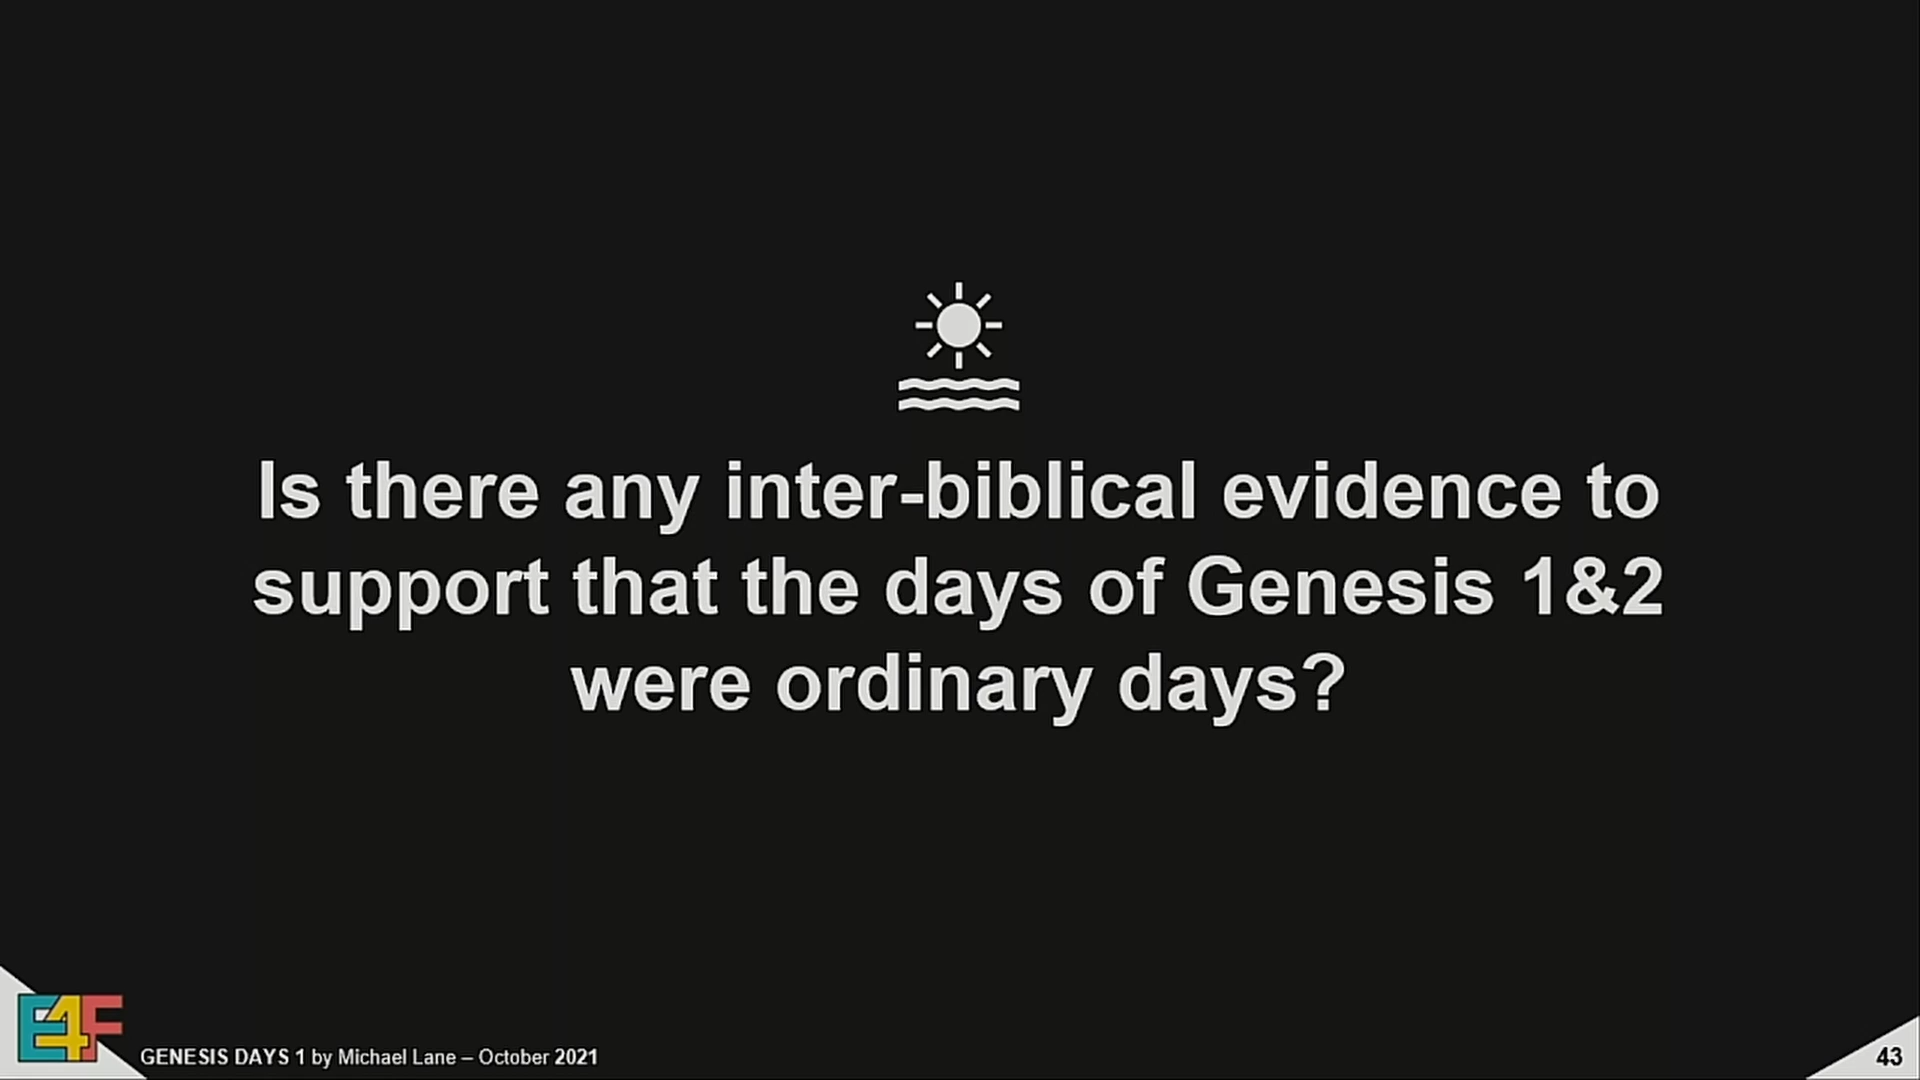 Is there any inter-biblical evidence to
support that the days of Genesis 1&2
were ordinary days?
E4F
GENESIS DAYS 1 by Michael Lane – October 2021
43